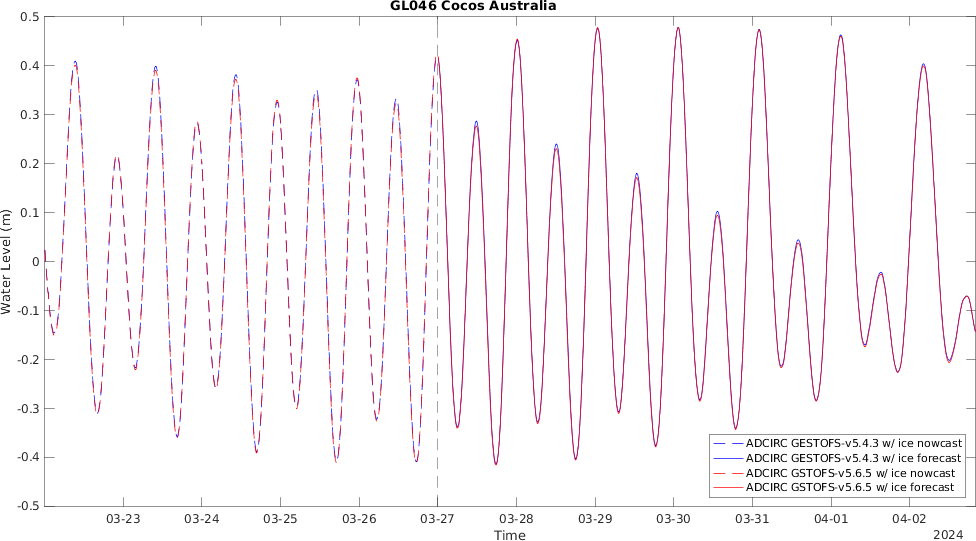 GL046 Cocos Australia
0.5
0.4
0.3
0.2
0.1
0
-0.1
-0.2
-0.3
-0.4
-0.5
Water Level (m)
ADCIRC GESTOFS-v5.4.3 w/ ice nowcast
ADCIRC GESTOFS-v5.4.3 w/ ice forecast
ADCIRC GSTOFS-v5.6.5 w/ ice nowcast
ADCIRC GSTOFS-v5.6.5 w/ ice forecast
03-23 03-24 03-25 03-26 03-27 03-28 03-29 03-30 03-31 04-01 04-02
Time
2024